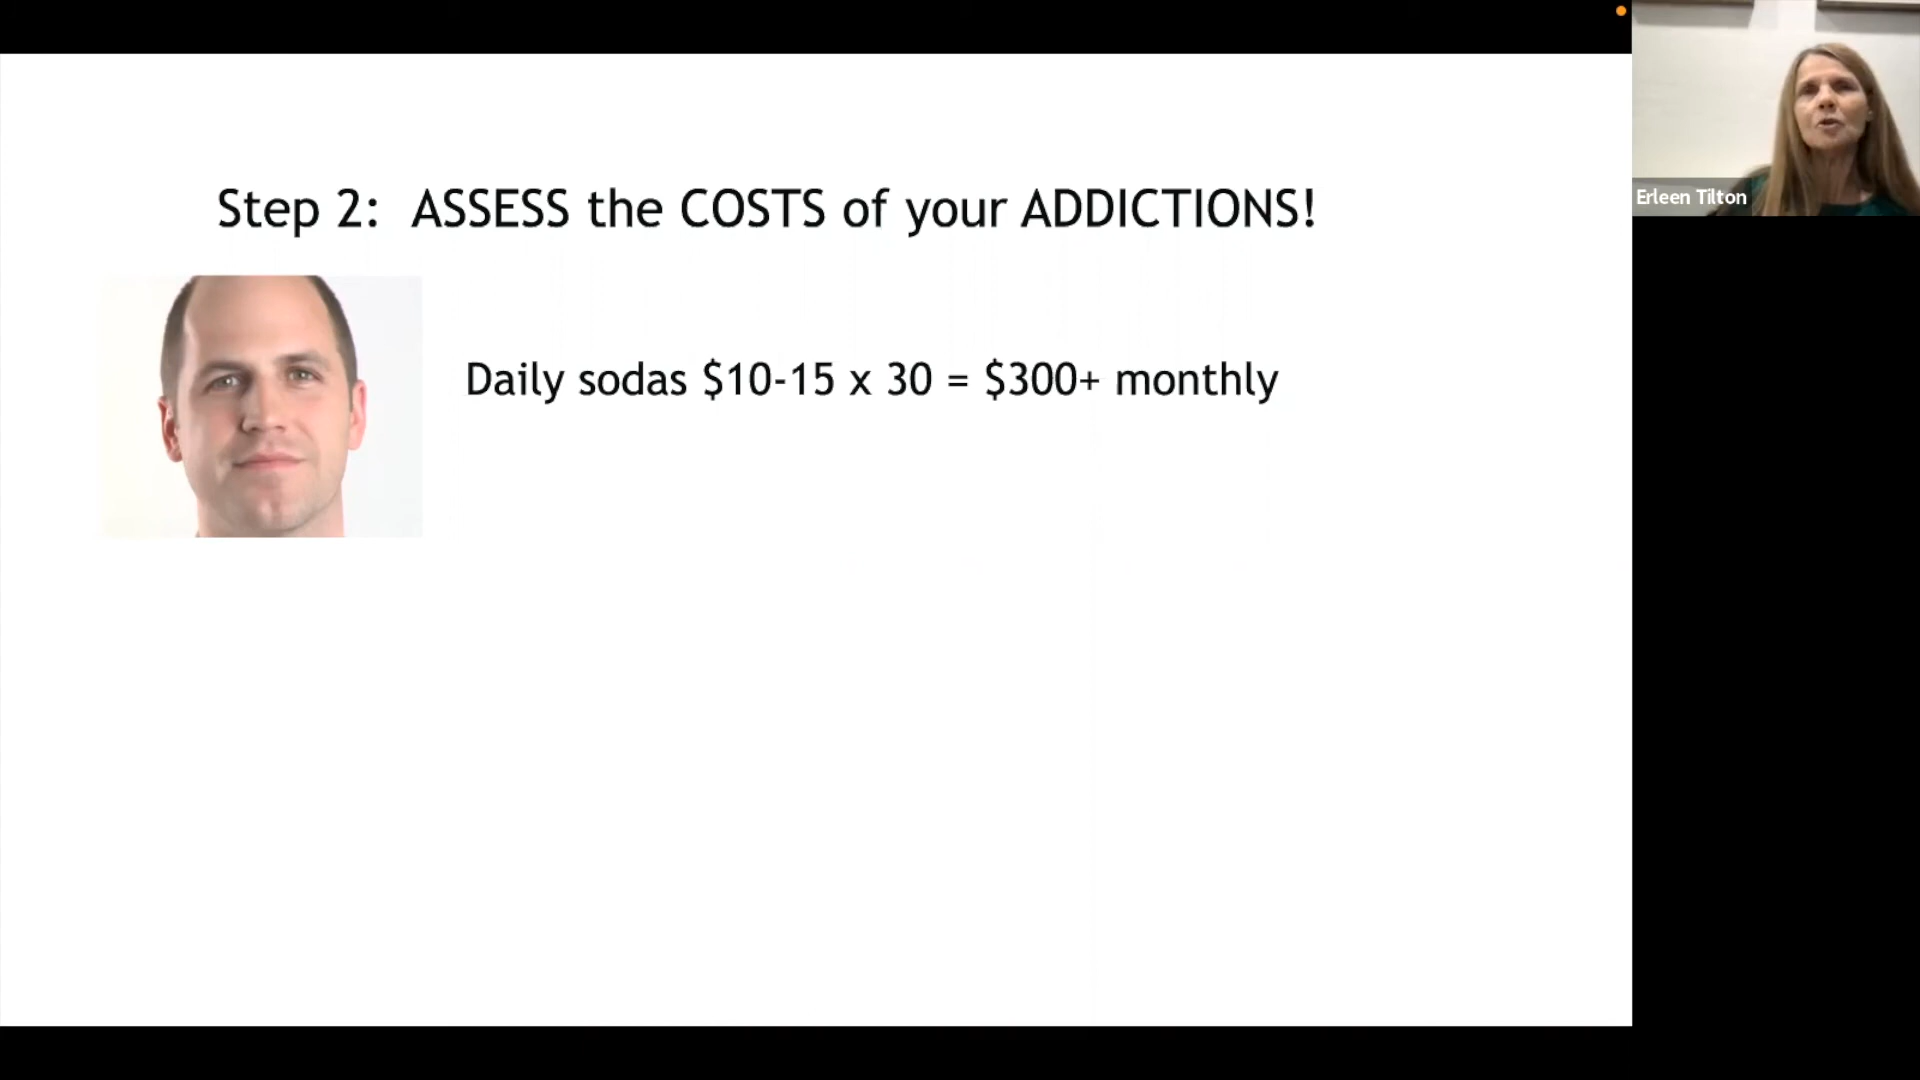 Step 2: ASSESS the COSTS of your ADDICTIONS!
Daily sodas $10-15 x 30 = $300+ monthly
Erleen Tilton